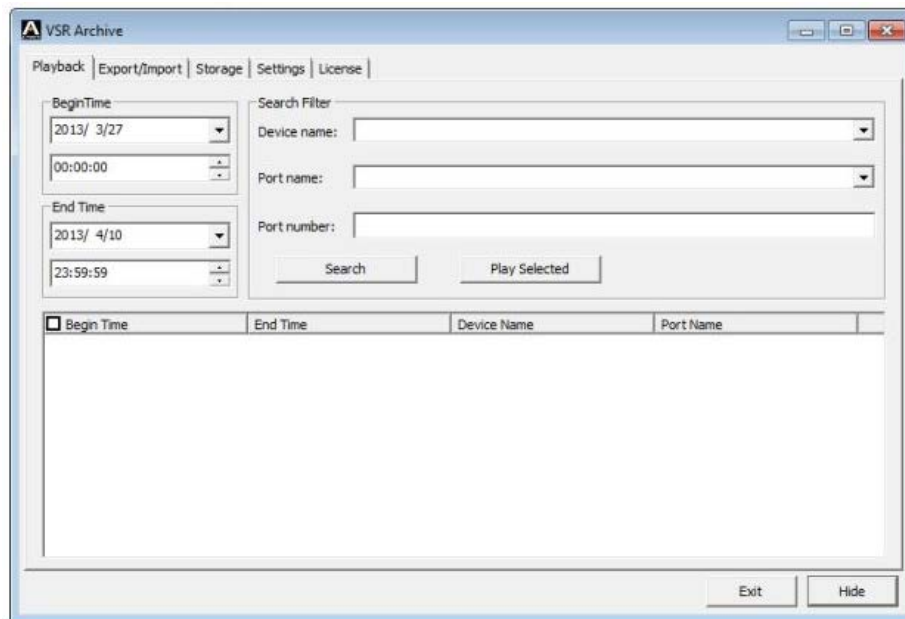 VSR Archive
Playback Export/Import Storage Settings License
BeginTime
2013/ 3/27
00:00:00
End Time
2013/ 4/10
23:59:59
Search Filter
Device name:
Port name:
Port number:
Search Play Selected
Begin Time End Time Device Name Port Name
Exit Hide